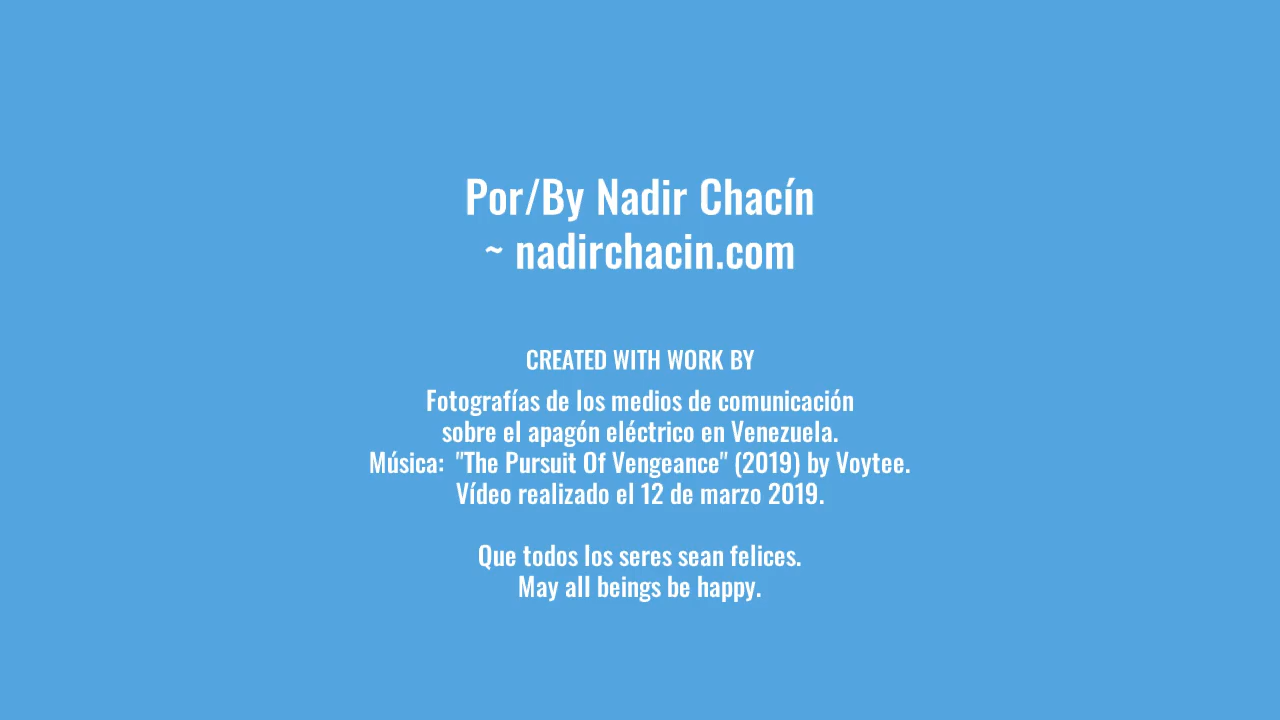 Por/By Nadir Chacín
~ nadirchacin.com
CREATED WITH WORK BY
Fotografías de los medios de comunicación
sobre el apagón eléctrico en Venezuela.
Música:  "The Pursuit Of Vengeance" (2019) by Voytee.
Vídeo realizado el 12 de marzo 2019.
Que todos los seres sean felices.
May all beings be happy.